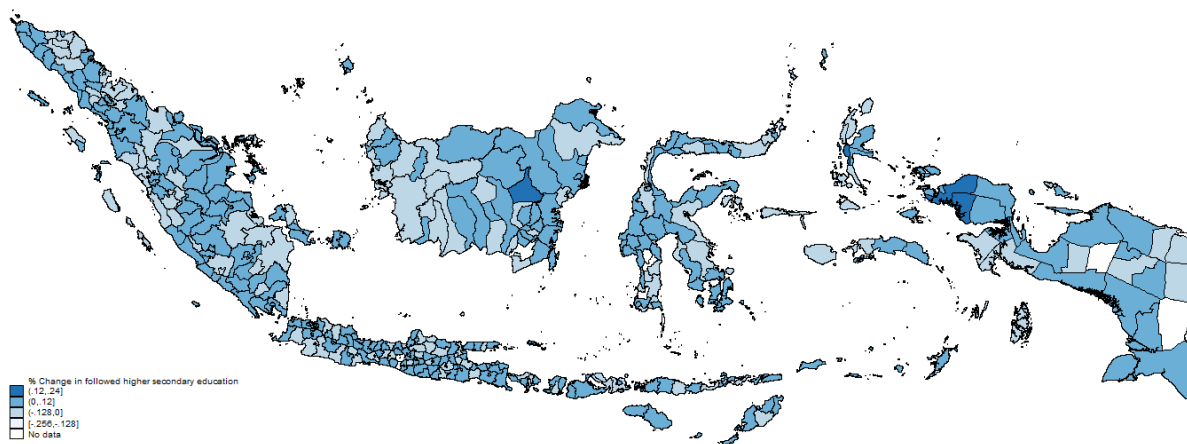 % Change in followed higher secondary education
(.12,.24]
(0,.12]
(-.128,0]
[-.256,-.128]
No data